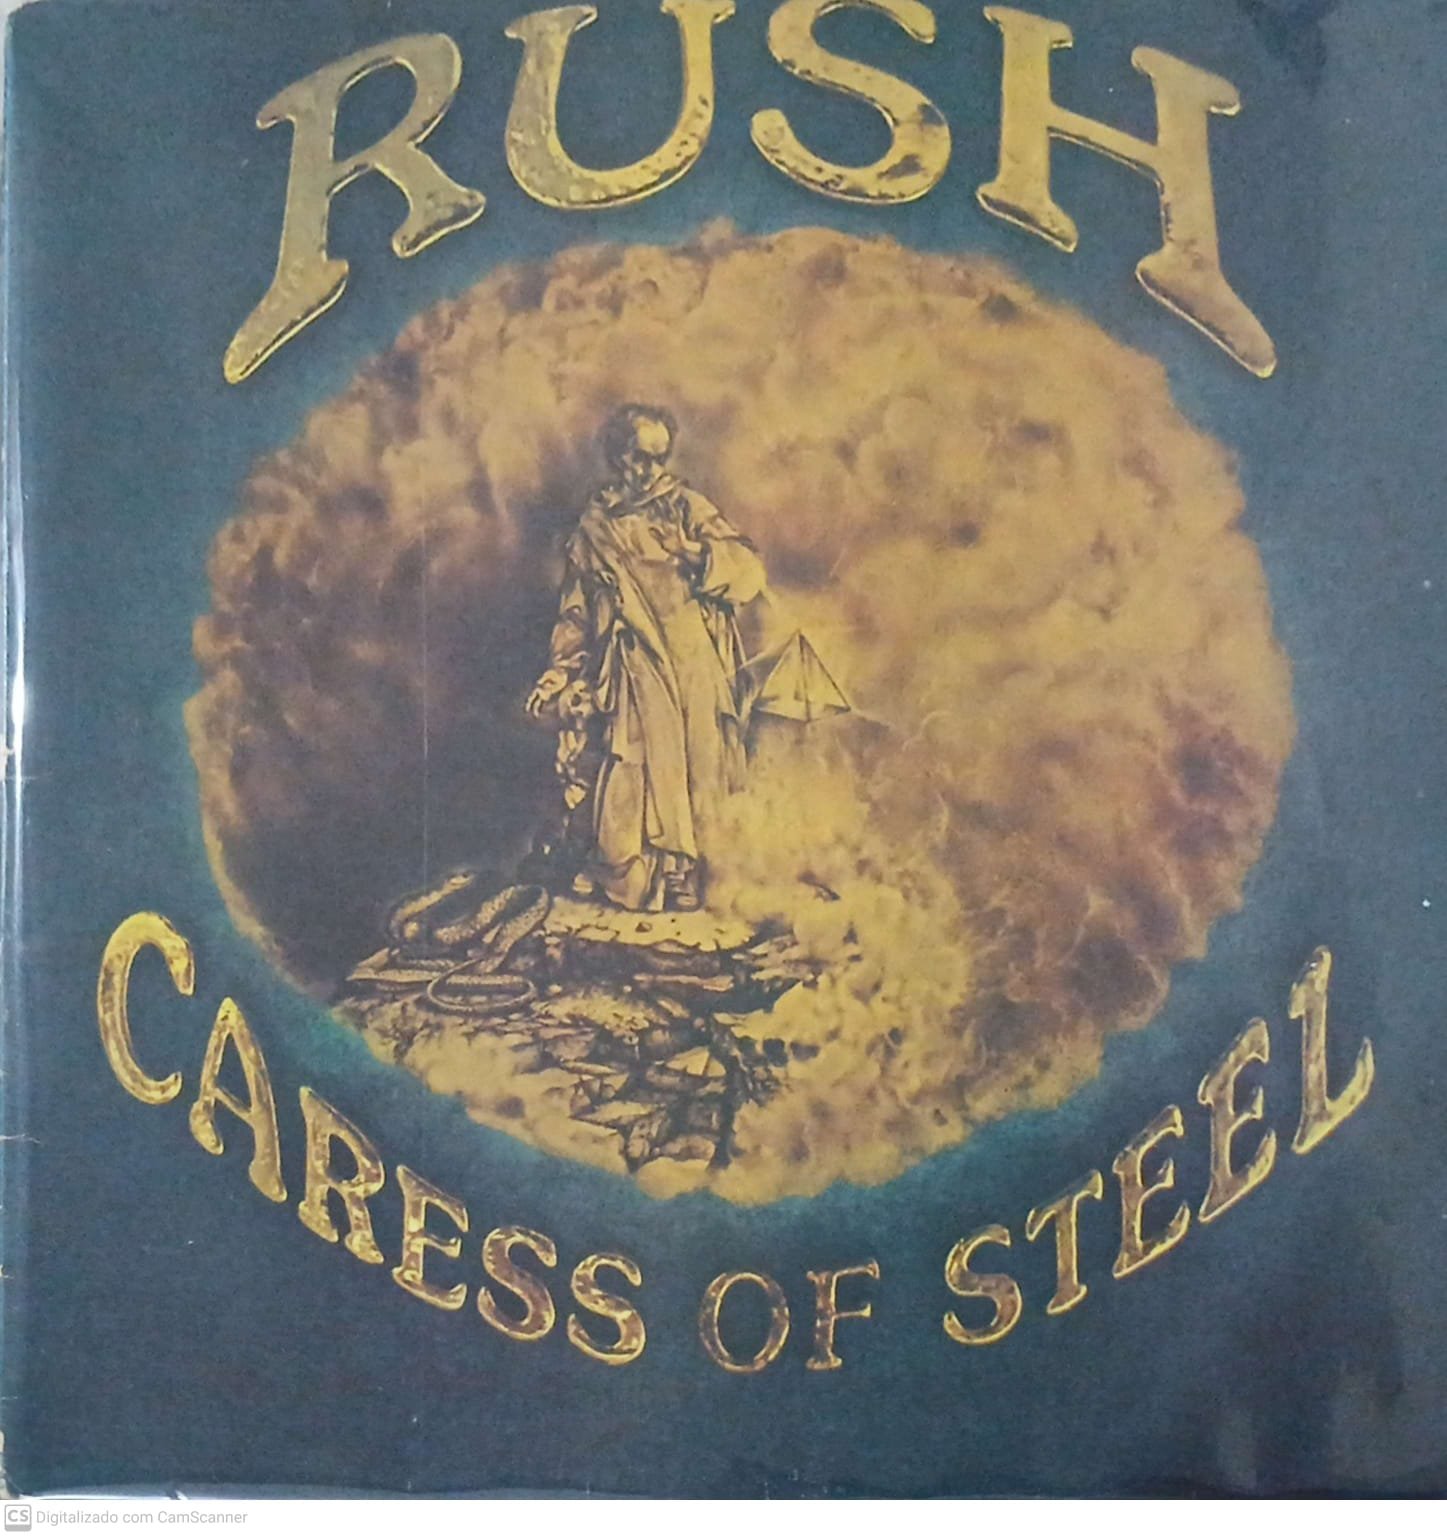 RUSH
CARESS OF STEEL
CS Digitalizado com CamScanner